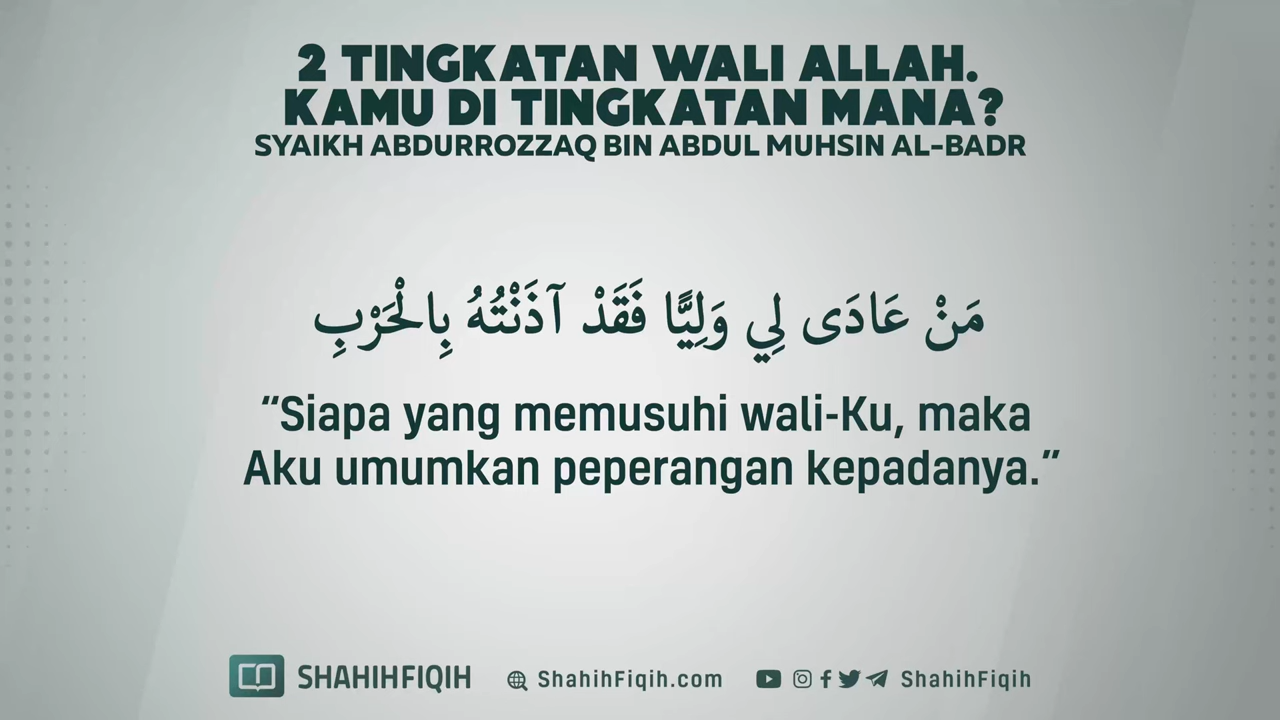 2 TINGKATAN WALI ALLAH.
KAMU DI TINGKATAN MANA?
SYAIKH ABDURROZZAQ BIN ABDUL MUHSIN AL-BADR
مَنْ عَادَى لِي وَلِيًّا فَقَدْ آذَنْتُهُ بِالْحَرْبِ
“Siapa yang memusuhi wali-Ku, maka
Aku umumkan peperangan kepadanya.”
SHAHIHFIQIH ShahihFiqih.com ShahihFiqih